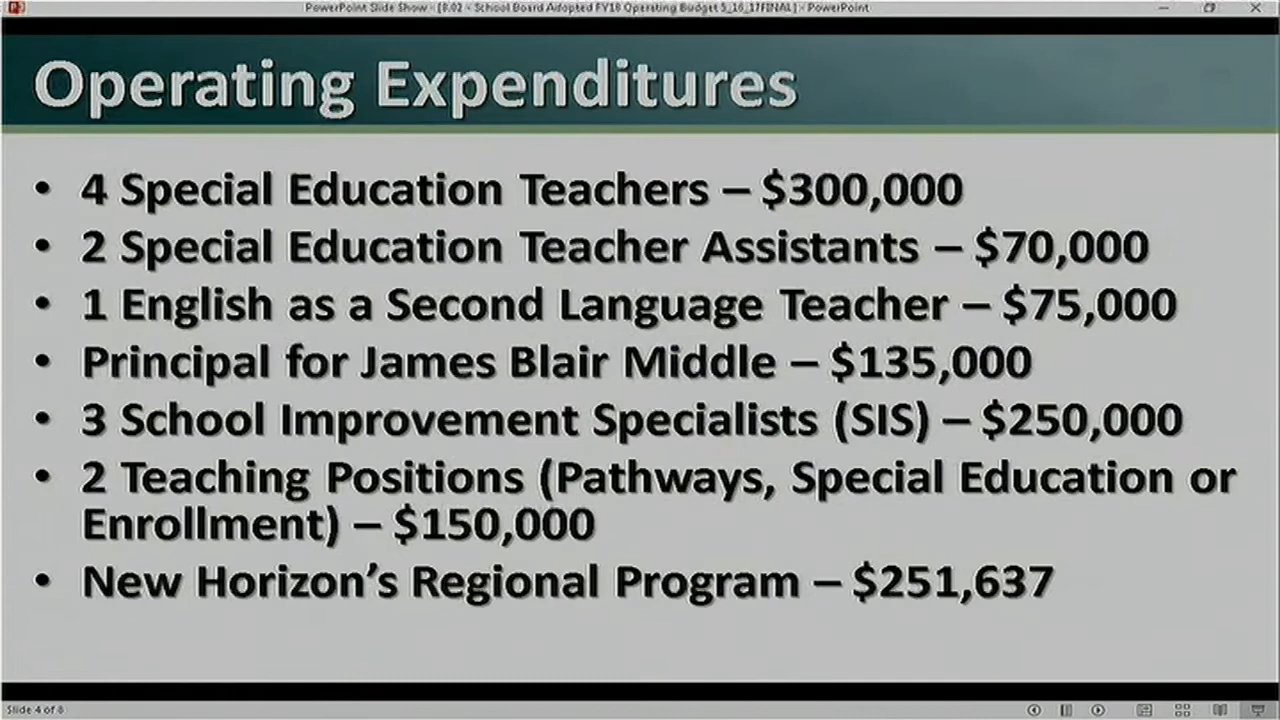 PowerPoint Slide Show - [8.02 - School Board Adopted FY18 Operating Budget 5_16_17FINAL] - PowerPoint
Operating Expenditures
• 4 Special Education Teachers – $300,000
• 2 Special Education Teacher Assistants – $70,000
• 1 English as a Second Language Teacher – $75,000
• Principal for James Blair Middle – $135,000
• 3 School Improvement Specialists (SIS) – $250,000
• 2 Teaching Positions (Pathways, Special Education or
Enrollment) – $150,000
• New Horizon’s Regional Program – $251,637
Slide 4 of 8